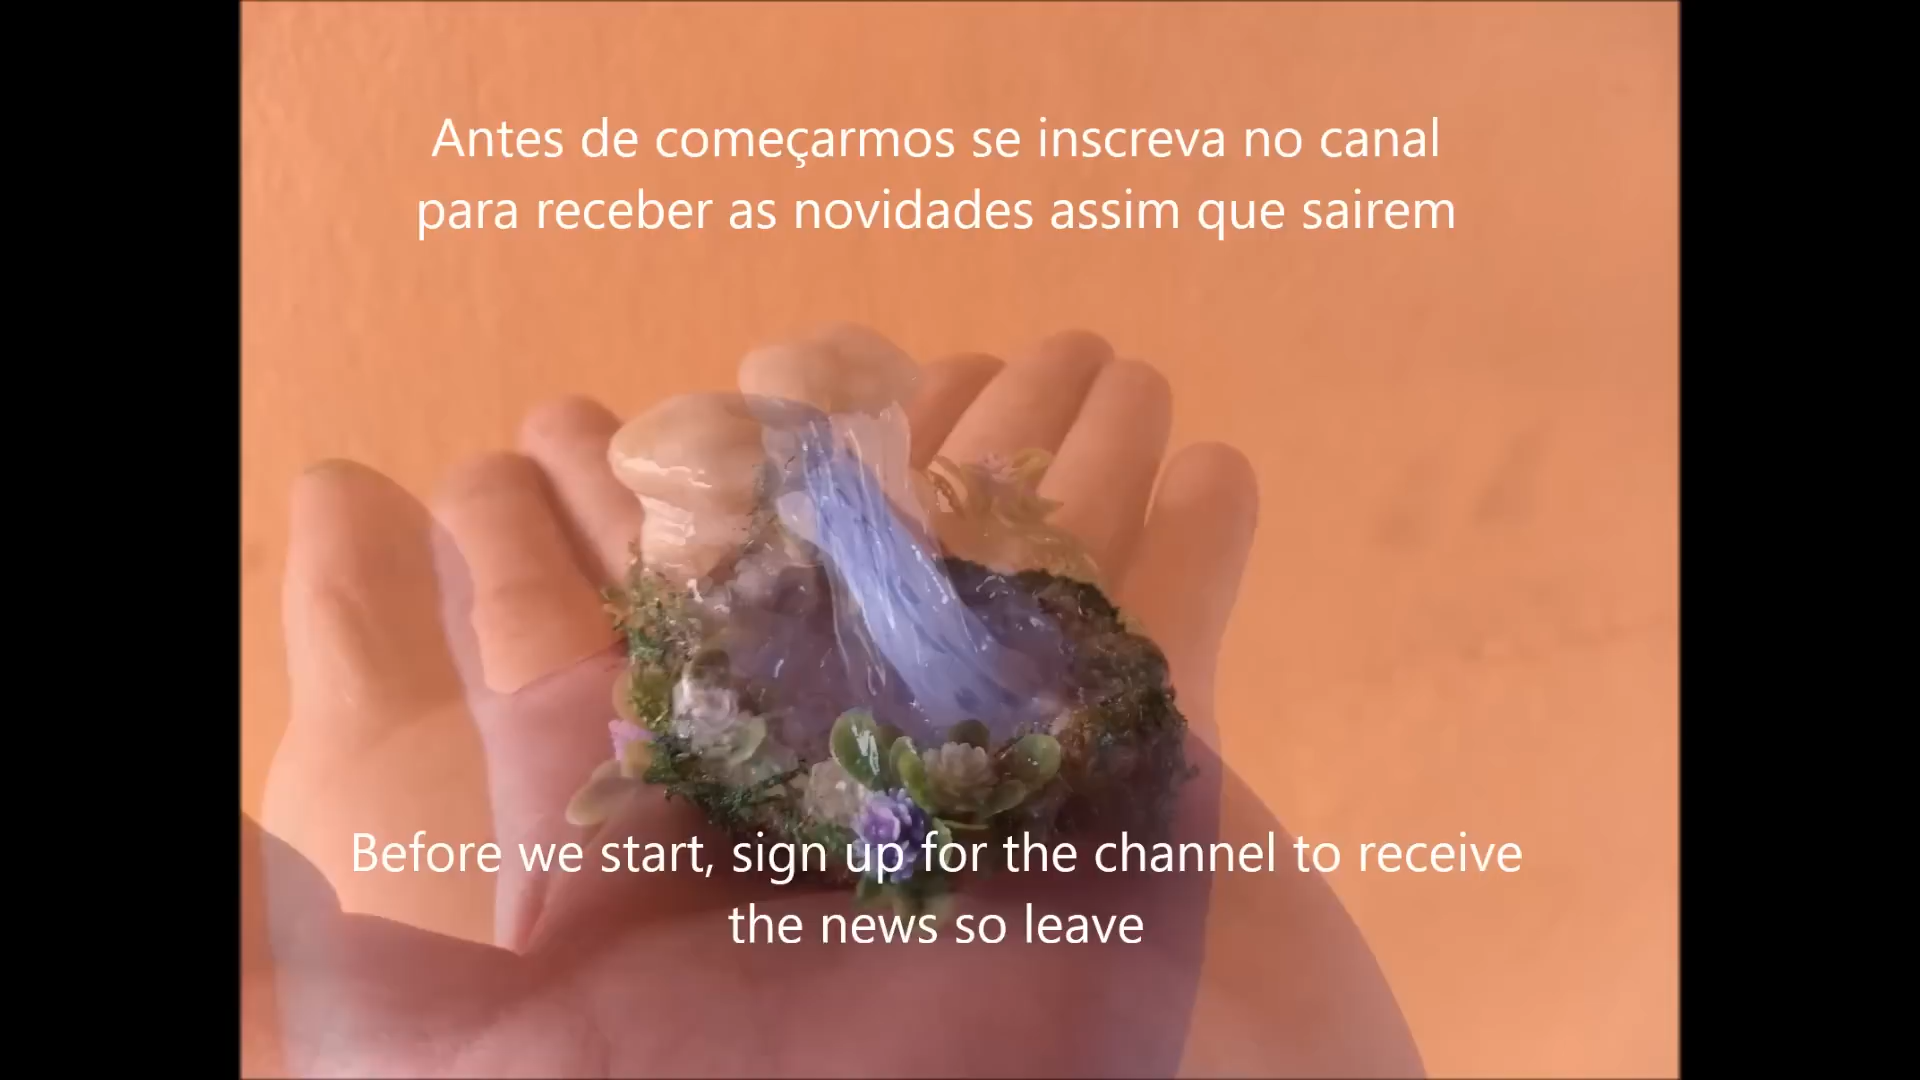 Antes de começarmos se inscreva no canal
para receber as novidades assim que sairem
Before we start, sign up for the channel to receive
the news so leave